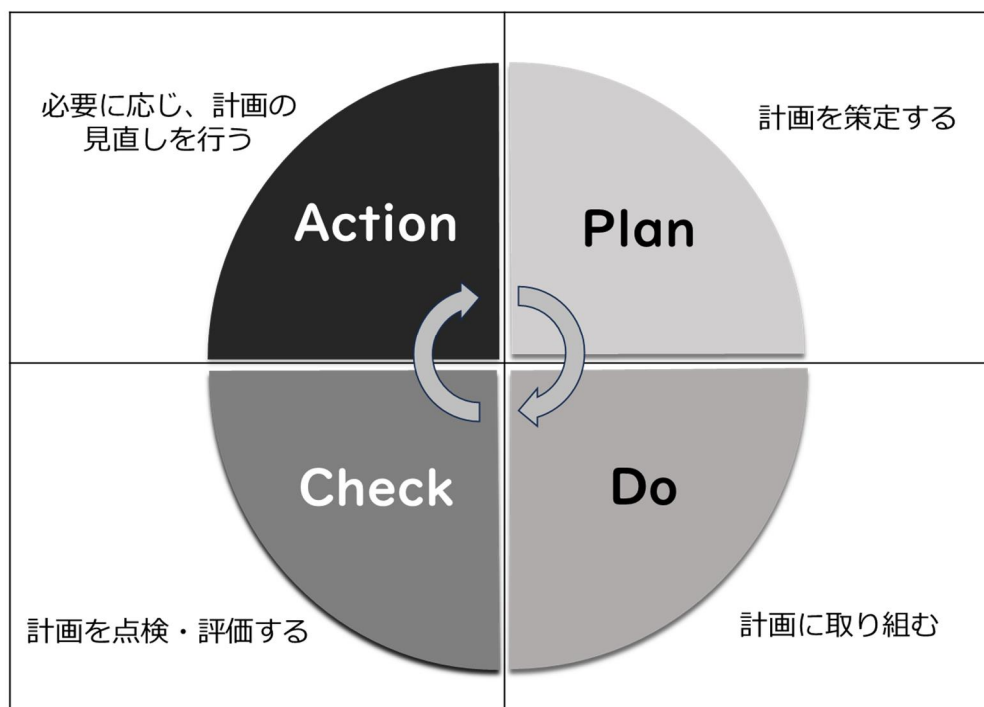 必要に応じ、計画の
見直しを行う
Action
計画を策定する
Plan
Check
計画を点検・評価する
Do
計画に取り組む